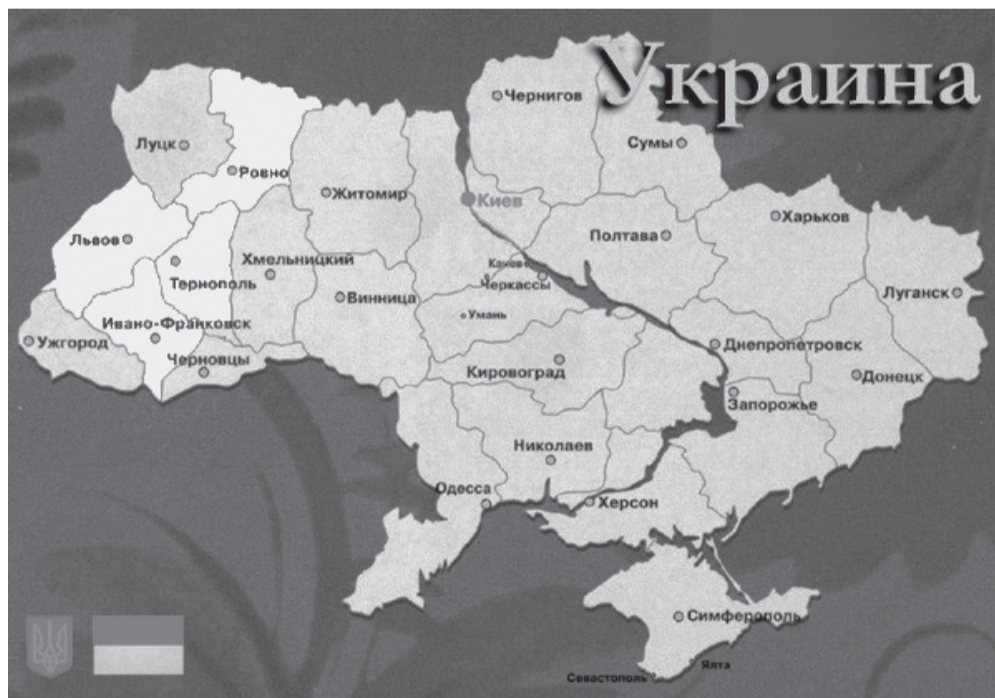 Украина
Чернигов
Сумы
Луцк
Ровно
Житомир
Киев
Харьков
Львов
Полтава
Хмельницкий
Канев
Черкассы
Тернополь
Винница
Луганск
Умань
Ивано-Франковск
Ужгород
Черновцы
Днепропетровск
Кировоград
Донецк
Запорожье
Николаев
Одесса
Херсон
Симферополь
Ялта
Севастополь